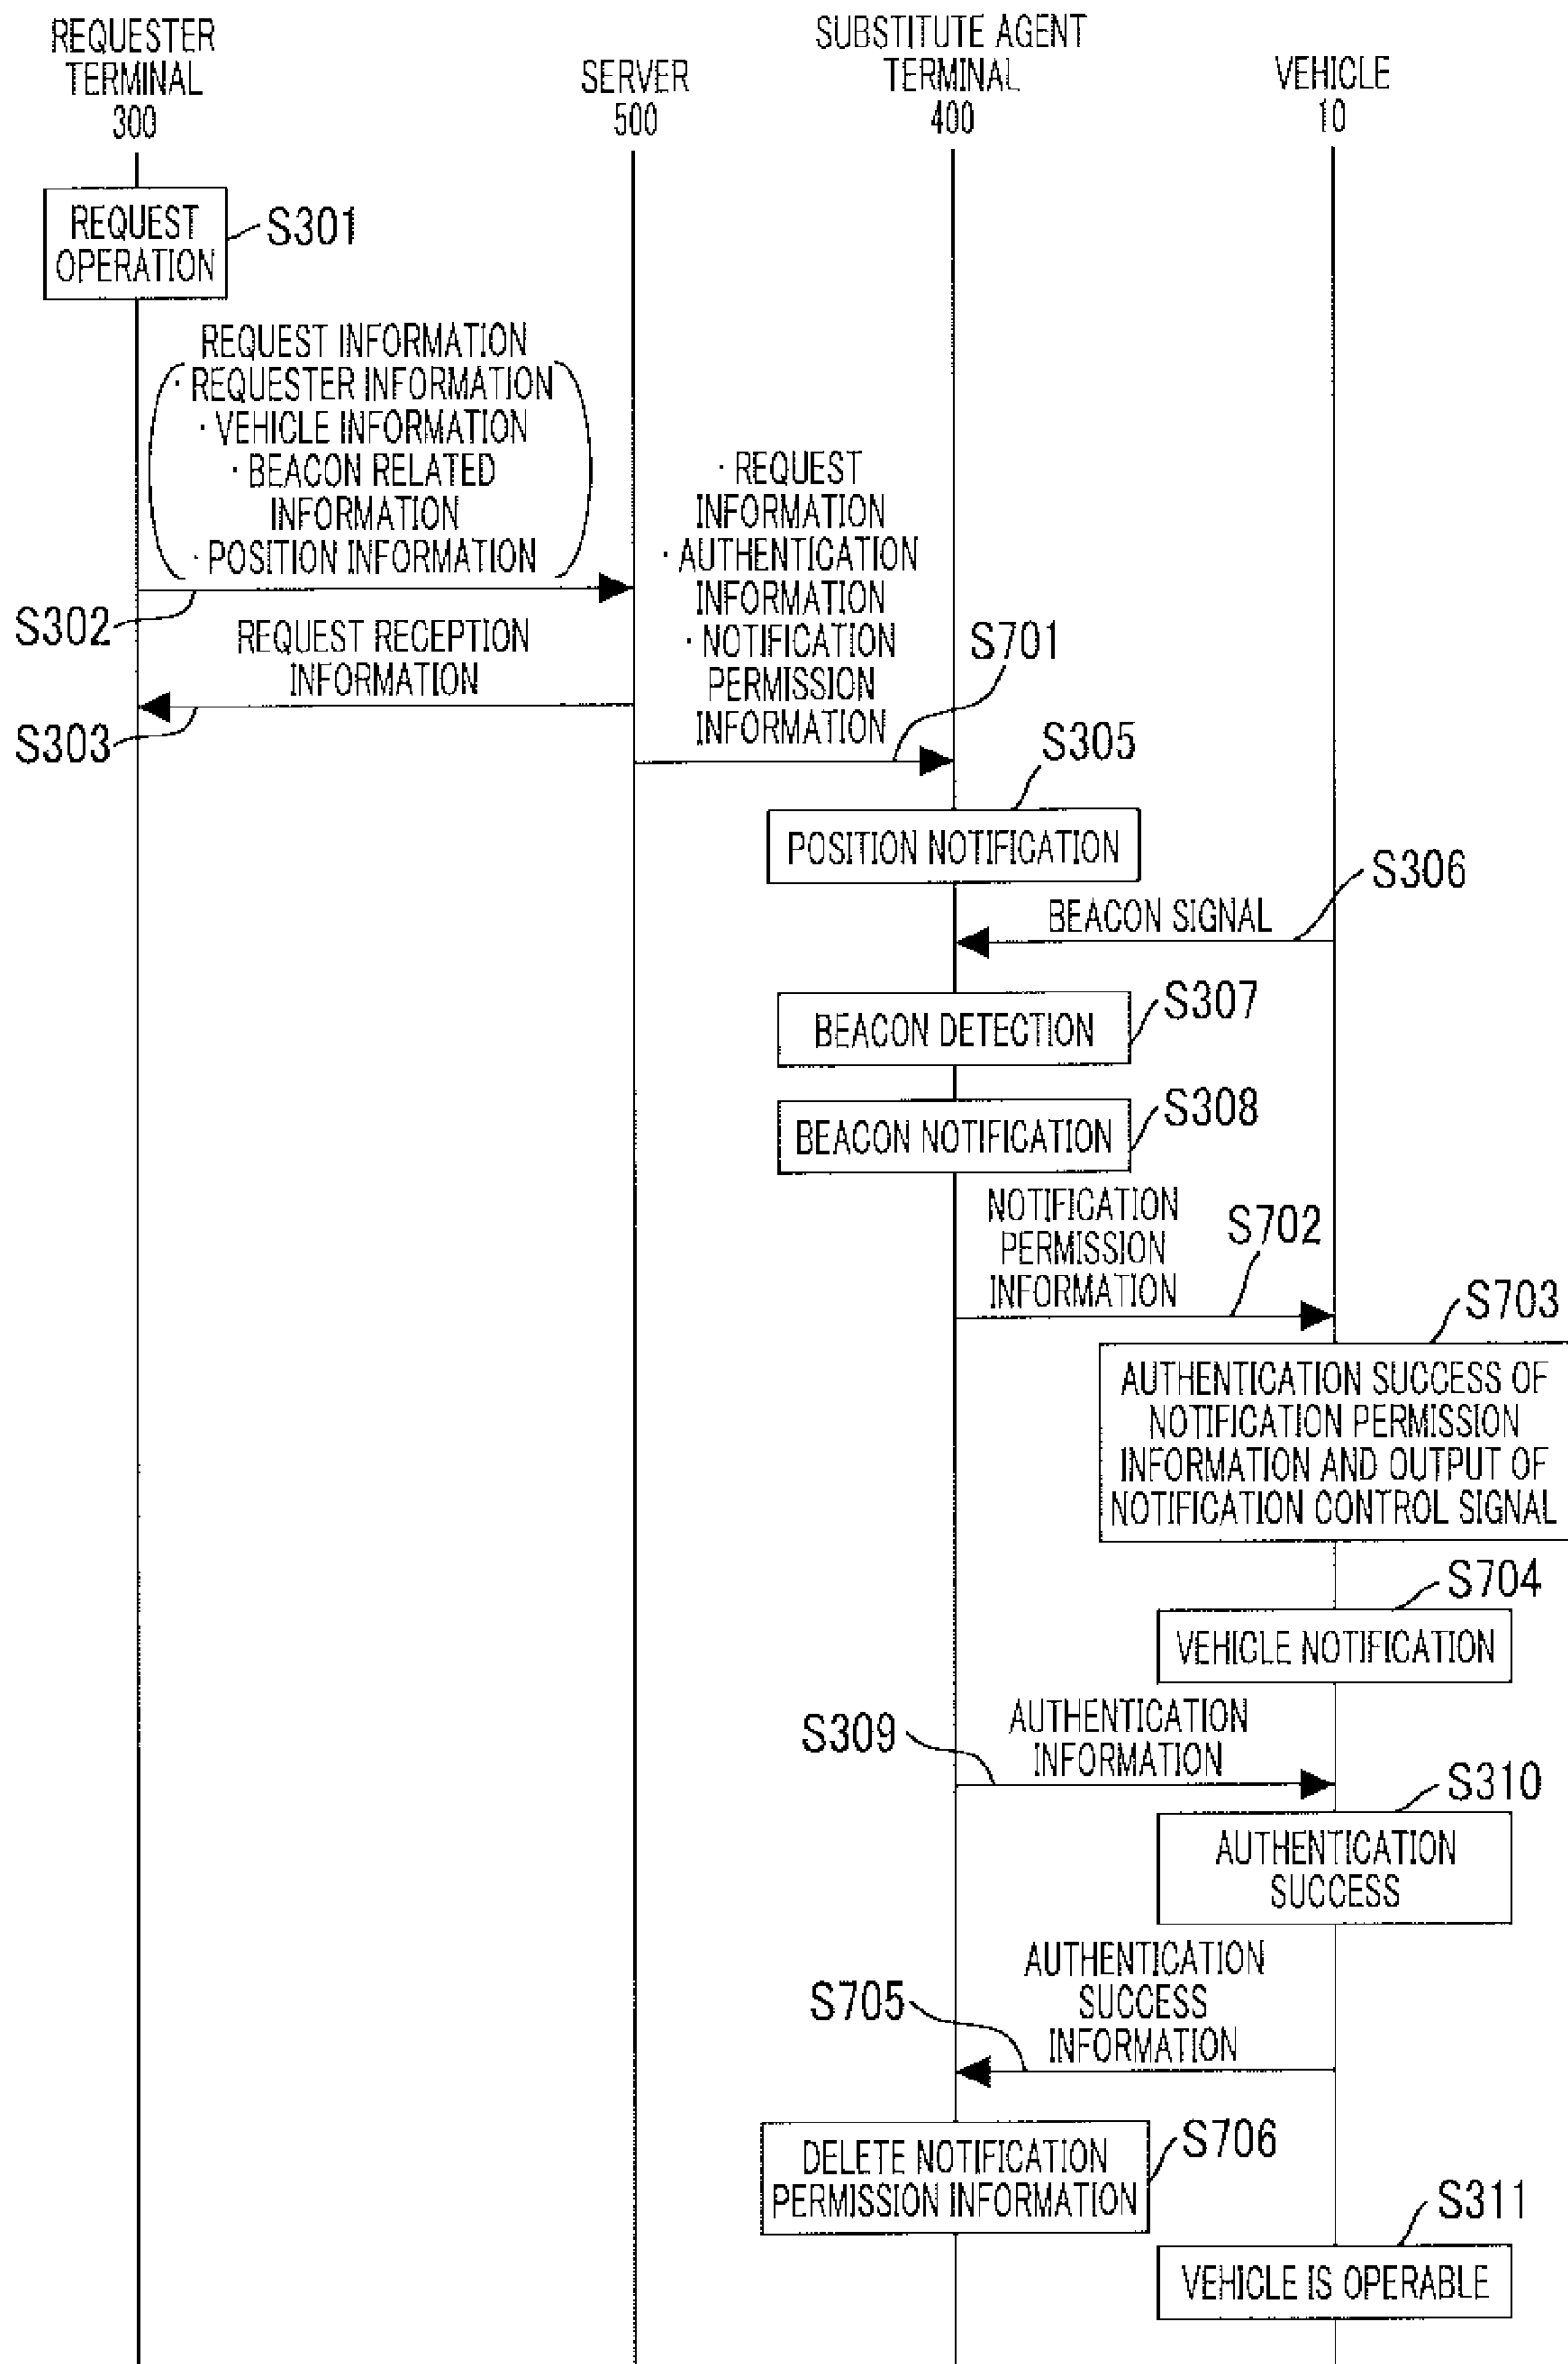 REQUESTER
TERMINAL
300
SERVER
500
SUBSTITUTE AGENT
TERMINAL
400
VEHICLE
10
REQUEST
OPERATION
S301
REQUEST INFORMATION
· REQUESTER INFORMATION
· VEHICLE INFORMATION
· BEACON RELATED
INFORMATION
· POSITION INFORMATION
S302
REQUEST RECEPTION
INFORMATION
S303
· REQUEST
INFORMATION
· AUTHENTICATION
INFORMATION
· NOTIFICATION
PERMISSION
INFORMATION
S701
S305
POSITION NOTIFICATION
S306
BEACON SIGNAL
S307
BEACON DETECTION
S308
BEACON NOTIFICATION
NOTIFICATION
PERMISSION
INFORMATION
S702
S703
AUTHENTICATION SUCCESS OF
NOTIFICATION PERMISSION
INFORMATION AND OUTPUT OF
NOTIFICATION CONTROL SIGNAL
S704
VEHICLE NOTIFICATION
S309
AUTHENTICATION
INFORMATION
S310
AUTHENTICATION
SUCCESS
AUTHENTICATION
SUCCESS
INFORMATION
S705
DELETE NOTIFICATION
PERMISSION INFORMATION
S706
S311
VEHICLE IS OPERABLE